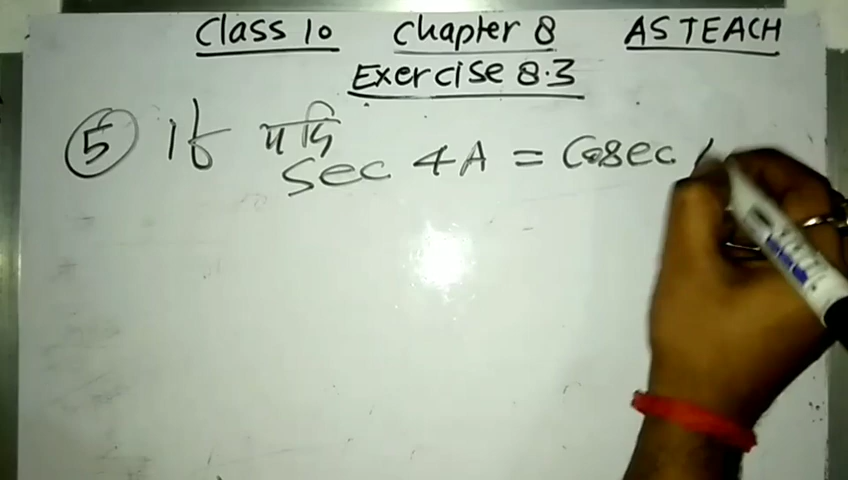 Class 10 Chapter 8 AS TEACH
Exercise 8.3
5 If यदि
Sec 4A = Cosec